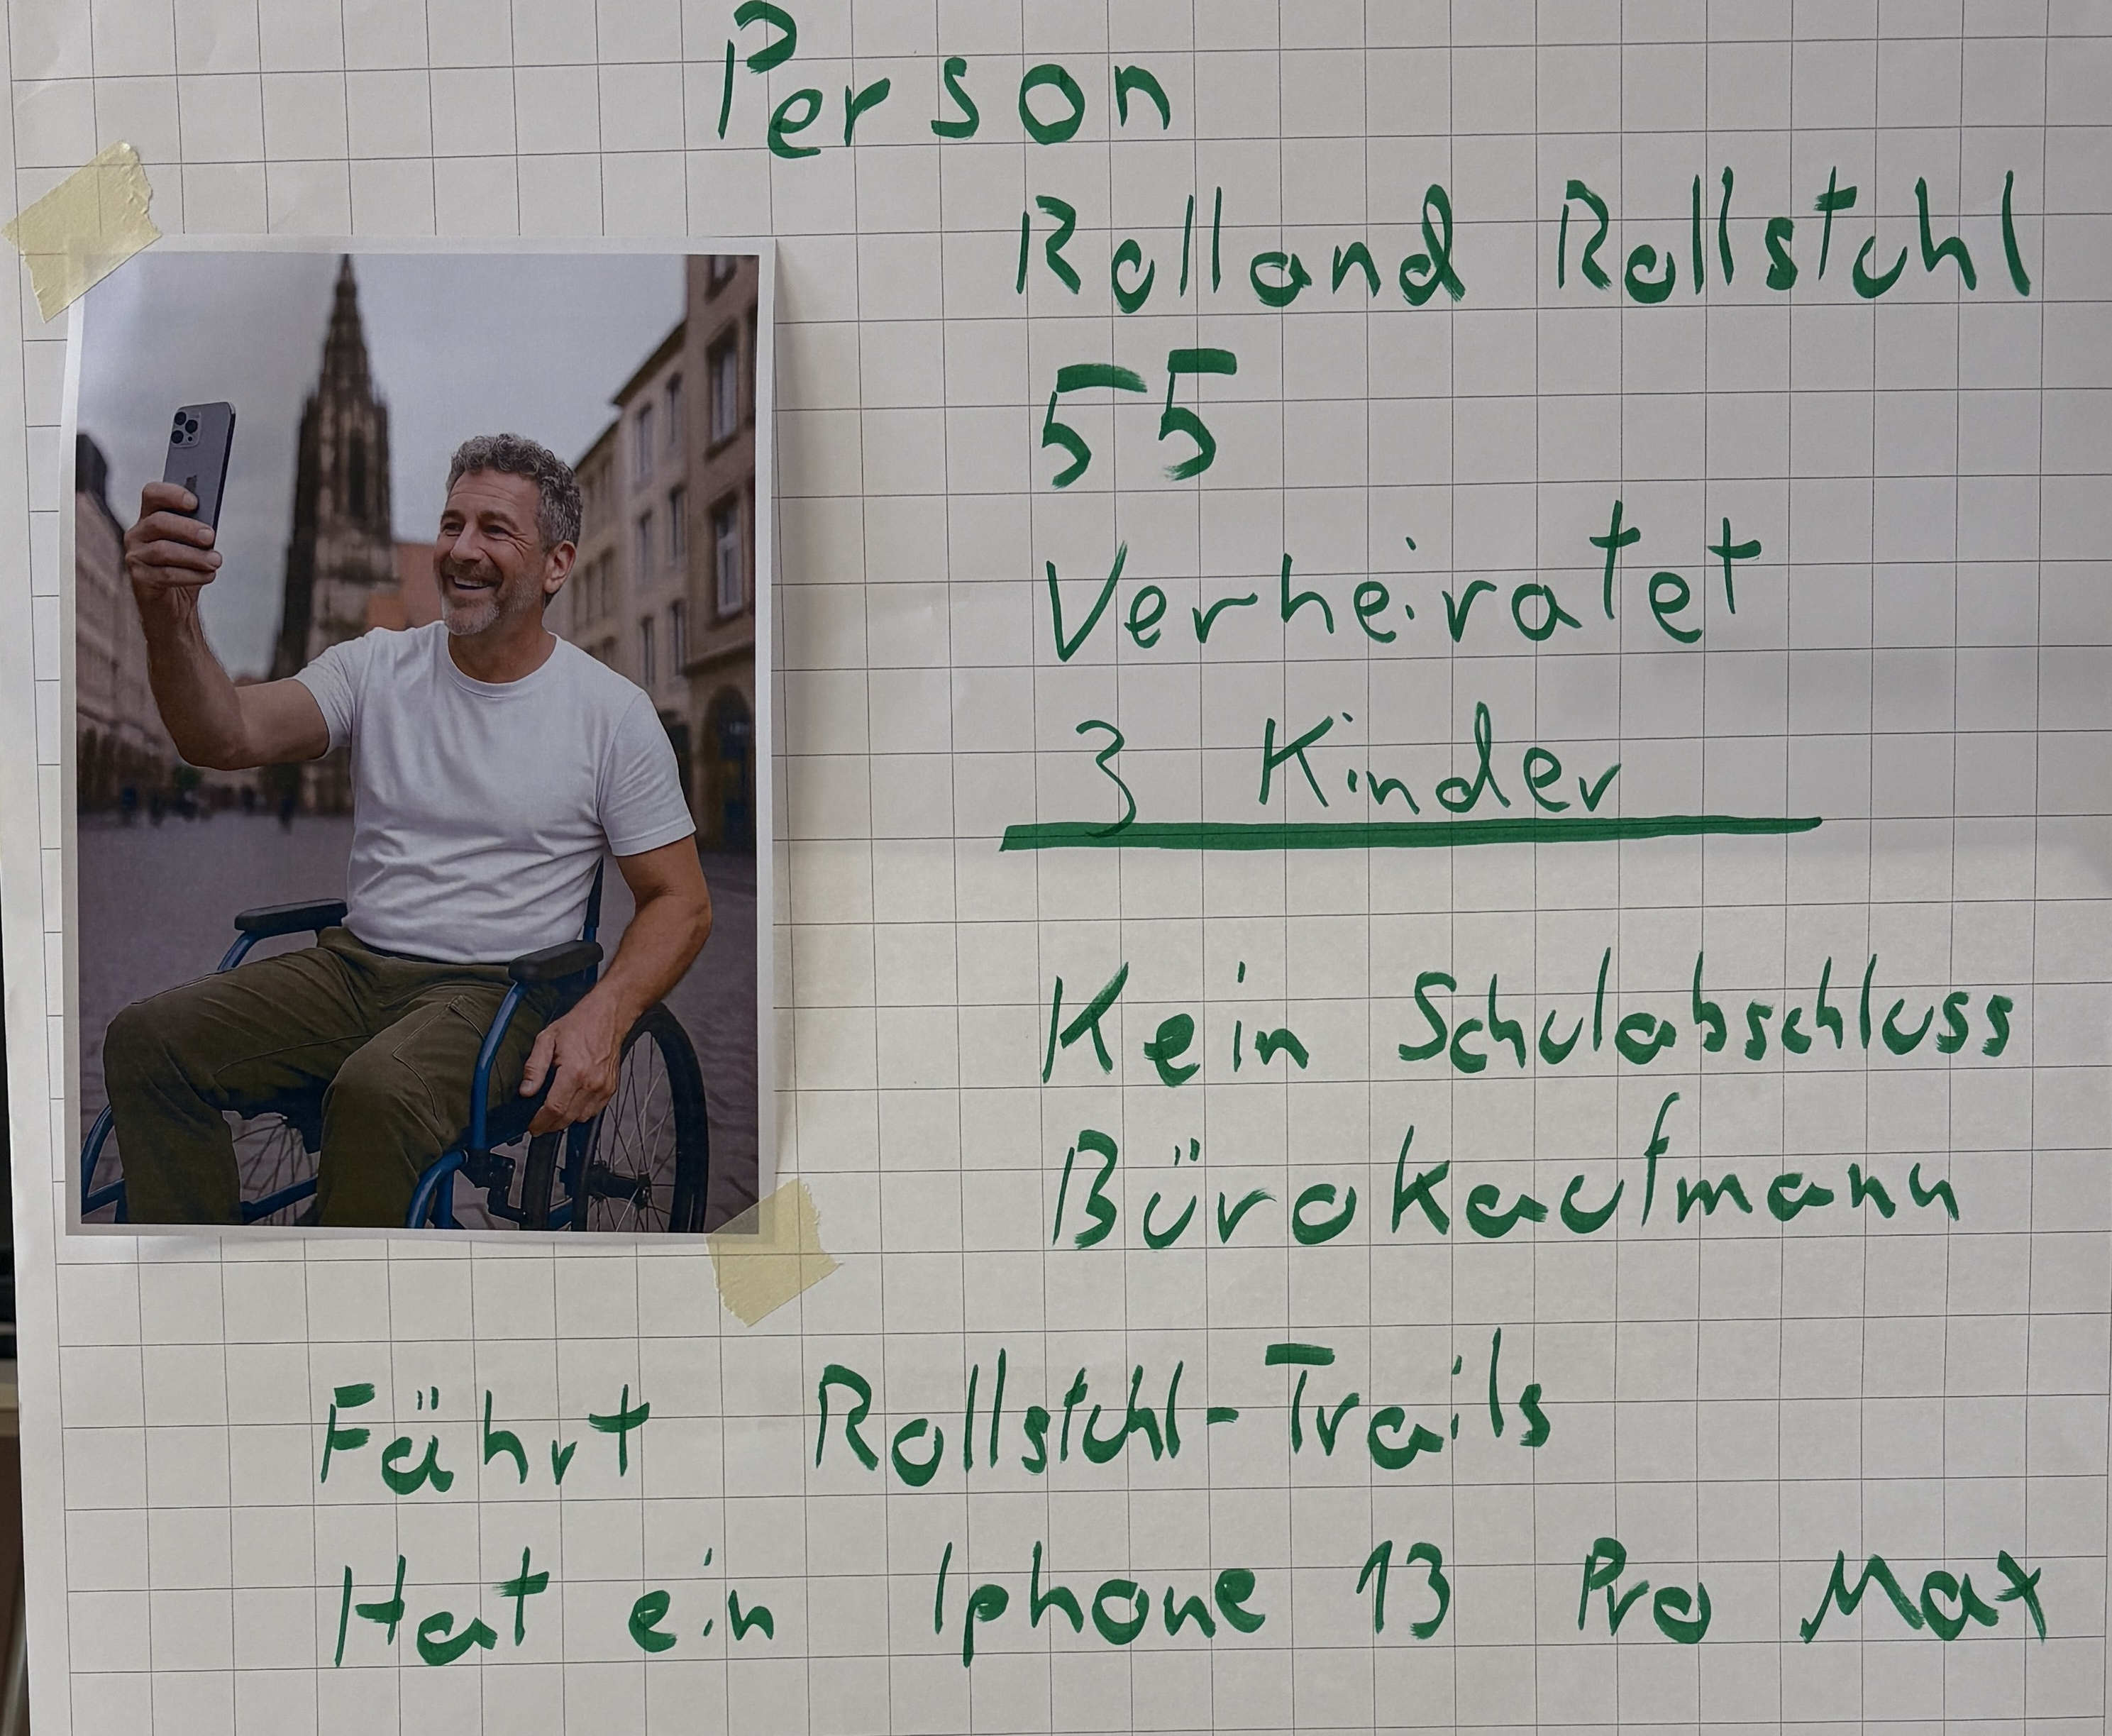 Person
Rolland Rollstuhl
55
Verheiratet
3 Kinder
Kein Schulabschluss
Bürokaufmann
Fährt Rollstuhl-Trails
Hat ein Iphone 13 Pro Max